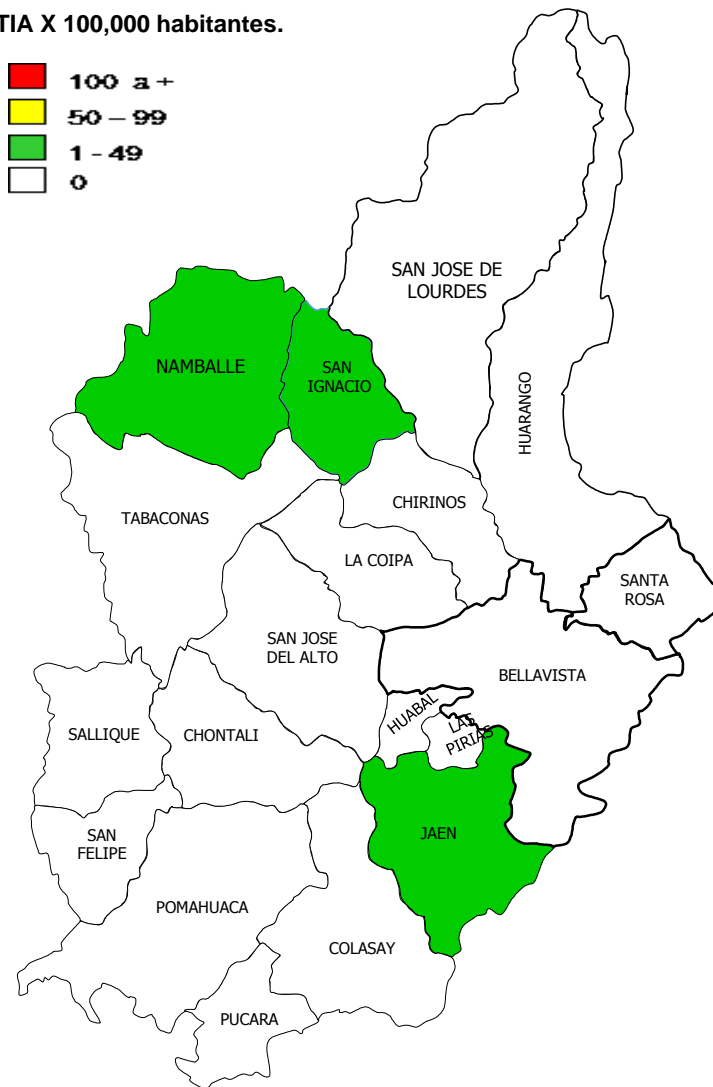 TIA X 100,000 habitantes.
100 a +
50 – 99
1 - 49
0
SAN JOSE DE
LOURDES
NAMBALLE
SAN
IGNACIO
HUARANGO
CHIRINOS
TABACONAS
LA COIPA
SANTA
ROSA
SAN JOSE
DEL ALTO
BELLAVISTA
HUABAL
LAS
PIRIAS
SALLIQUE
CHONTALI
SAN
FELIPE
JAEN
POMAHUACA
COLASAY
PUCARA